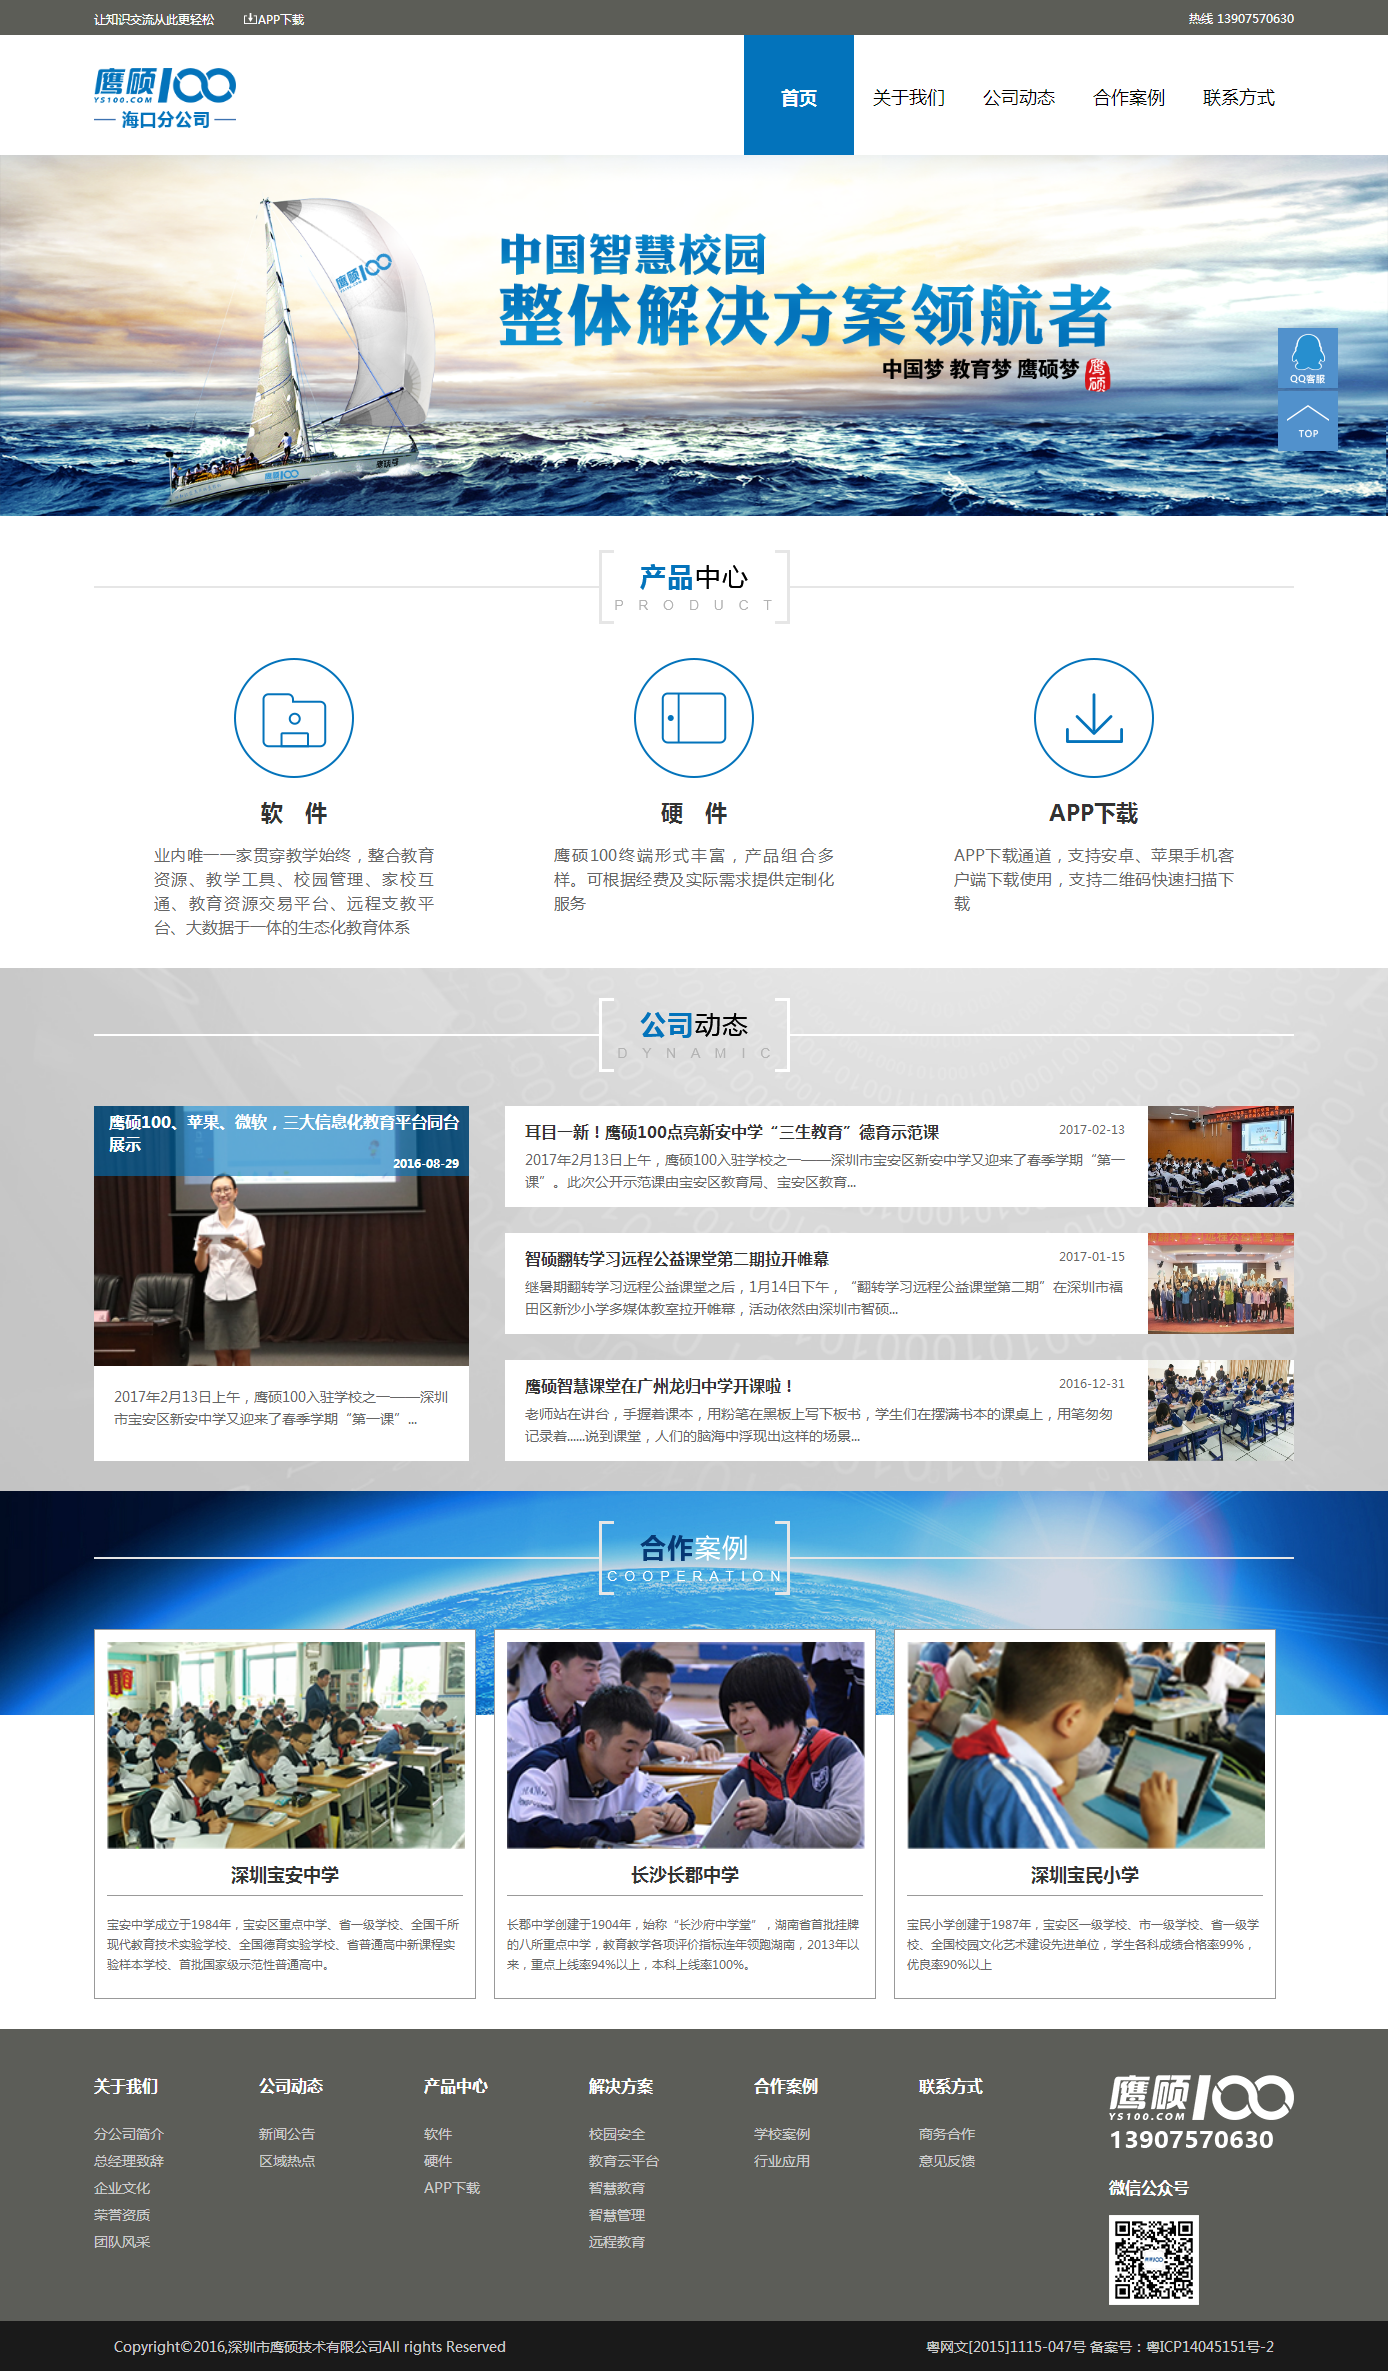 让知识交流从此更轻松 APP下载 热线 13907570630
鹰硕100
YS100.COM
海口分公司
首页 关于我们 公司动态 合作案例 联系方式
鹰硕100
中国智慧校园
整体解决方案领航者
中国梦 教育梦 鹰硕梦 鹰硕
QQ客服
TOP
鹰硕100
产品中心
PRODUCT
软 件
业内唯一一家贯穿教学始终，整合教育
资源、教学工具、校园管理、家校互
通、教育资源交易平台、远程支教平
台、大数据于一体的生态化教育体系
硬 件
鹰硕100终端形式丰富，产品组合多
样。可根据经费及实际需求提供定制化
服务
APP下载
APP下载通道，支持安卓、苹果手机客
户端下载使用，支持二维码快速扫描下
载
公司动态
DYNAMIC
鹰硕100、苹果、微软，三大信息化教育平台同台
展示
2016-08-29
2017年2月13日上午，鹰硕100入驻学校之一——深圳
市宝安区新安中学又迎来了春季学期“第一课”...
耳目一新！鹰硕100点亮新安中学“三生教育”德育示范课 2017-02-13
2017年2月13日上午，鹰硕100入驻学校之一——深圳市宝安区新安中学又迎来了春季学期“第一
课”。此次公开示范课由宝安区教育局、宝安区教育...
智硕翻转学习远程公益课堂第二期拉开帷幕 2017-01-15
继暑期翻转学习远程公益课堂之后，1月14日下午，“翻转学习远程公益课堂第二期”在深圳市福
田区新沙小学多媒体教室拉开帷幕，活动依然由深圳市智硕...
鹰硕智慧课堂在广州龙归中学开课啦！ 2016-12-31
老师站在讲台，手握着课本，用粉笔在黑板上写下板书，学生们在摆满书本的课桌上，用笔匆匆
记录着......说到课堂，人们的脑海中浮现出这样的场景...
合作案例
COOPERATION
深圳宝安中学
宝安中学成立于1984年，宝安区重点中学、省一级学校、全国千所
现代教育技术实验学校、全国德育实验学校、省普通高中新课程实
验样本学校、首批国家级示范性普通高中。
长沙长郡中学
长郡中学创建于1904年，始称“长沙府中学堂”，湖南省首批挂牌
的八所重点中学，教育教学各项评价指标连年领跑湖南，2013年以
来，重点上线率94%以上，本科上线率100%。
深圳宝民小学
宝民小学创建于1987年，宝安区一级学校、市一级学校、省一级学
校、全国校园文化艺术建设先进单位，学生各科成绩合格率99%，
优良率90%以上
关于我们 公司动态 产品中心 解决方案 合作案例 联系方式
分公司简介 新闻公告 软件 校园安全 学校案例 商务合作
总经理致辞 区域热点 硬件 教育云平台 行业应用 意见反馈
企业文化 APP下载 智慧教育
荣誉资质 智慧管理
团队风采 远程教育
鹰硕100
YS100.COM
13907570630
微信公众号
Copyright©2016,深圳市鹰硕技术有限公司All rights Reserved 粤网文[2015]1115-047号 备案号：粤ICP14045151号-2